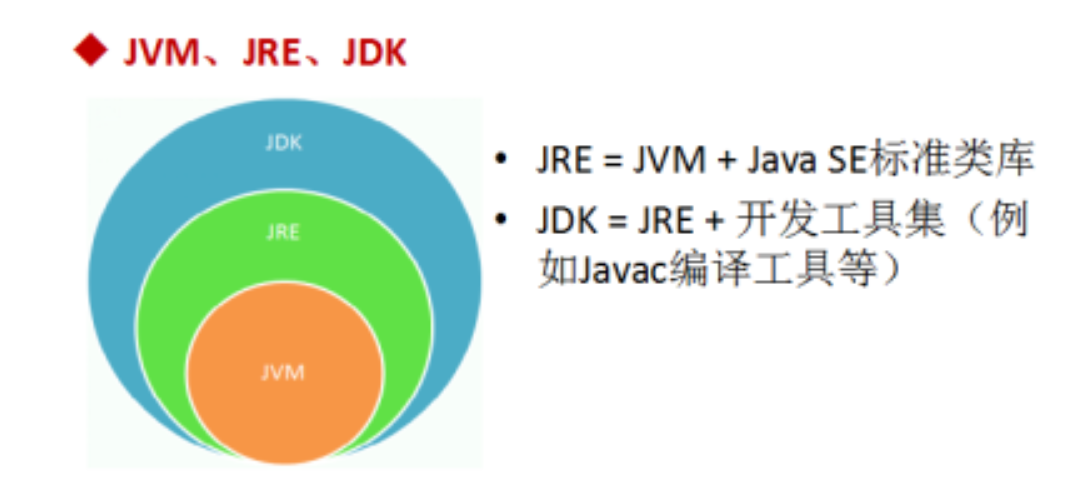 ◆ JVM、JRE、JDK
JDK
JRE
JVM
• JRE = JVM + Java SE标准类库
• JDK = JRE + 开发工具集（例
如Javac编译工具等）